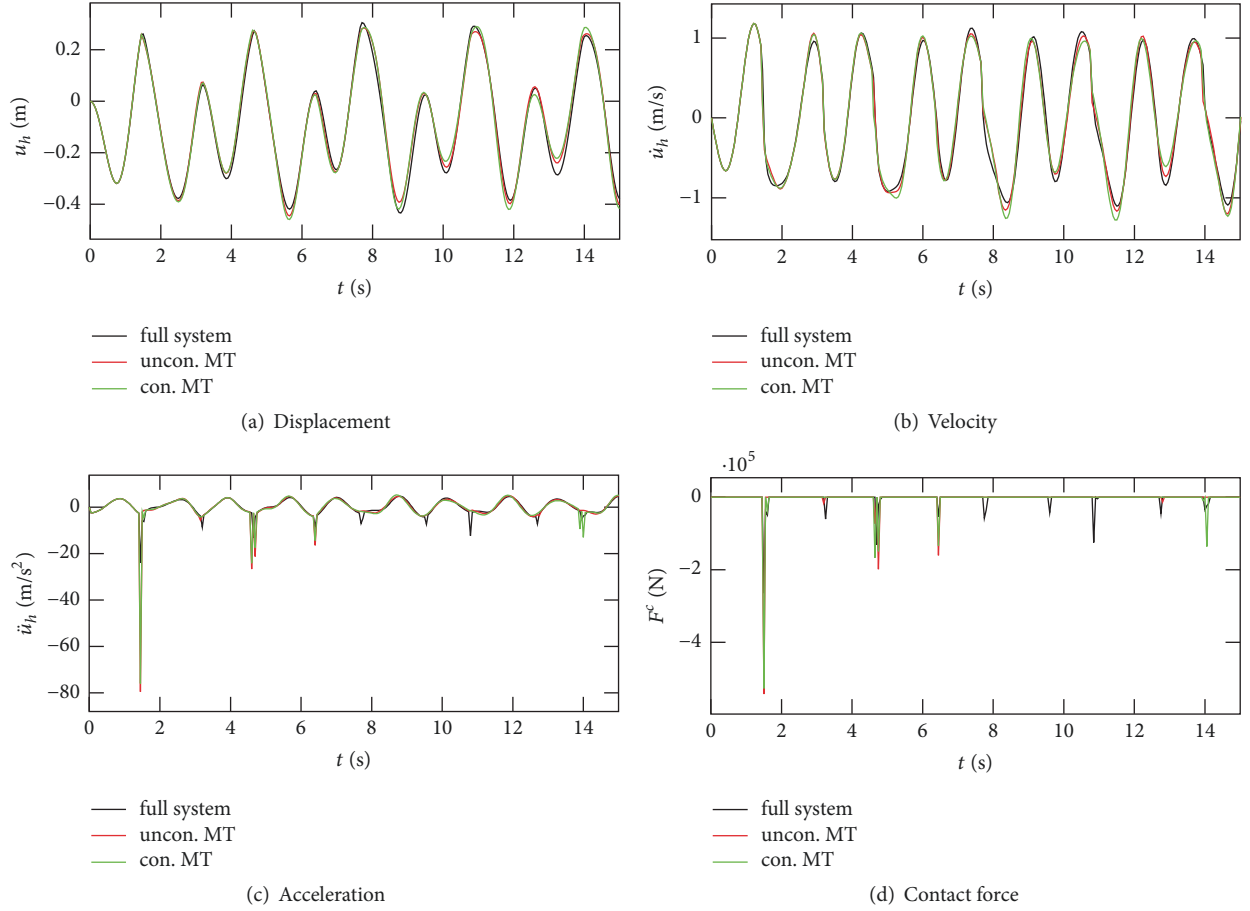 0.2
0
−0.2
−0.4
u_h (m)
0 2 4 6 8 10 12 14
t (s)
full system
uncon. MT
con. MT
(a) Displacement
1
0
−1
u̇_h (m/s)
0 2 4 6 8 10 12 14
t (s)
full system
uncon. MT
con. MT
(b) Velocity
0
−20
−40
−60
−80
ü_h (m/s²)
0 2 4 6 8 10 12 14
t (s)
full system
uncon. MT
con. MT
(c) Acceleration
·10⁵
0
−2
−4
F^c (N)
0 2 4 6 8 10 12 14
t (s)
full system
uncon. MT
con. MT
(d) Contact force